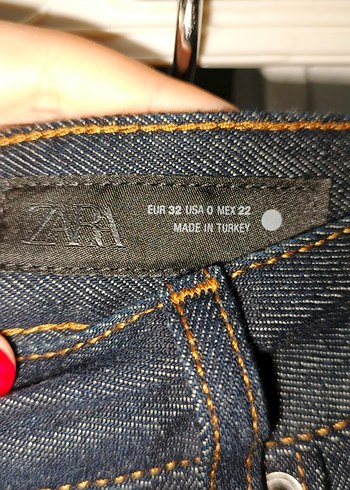 ZARA
EUR 32 USA 0 MEX 22
MADE IN TURKEY